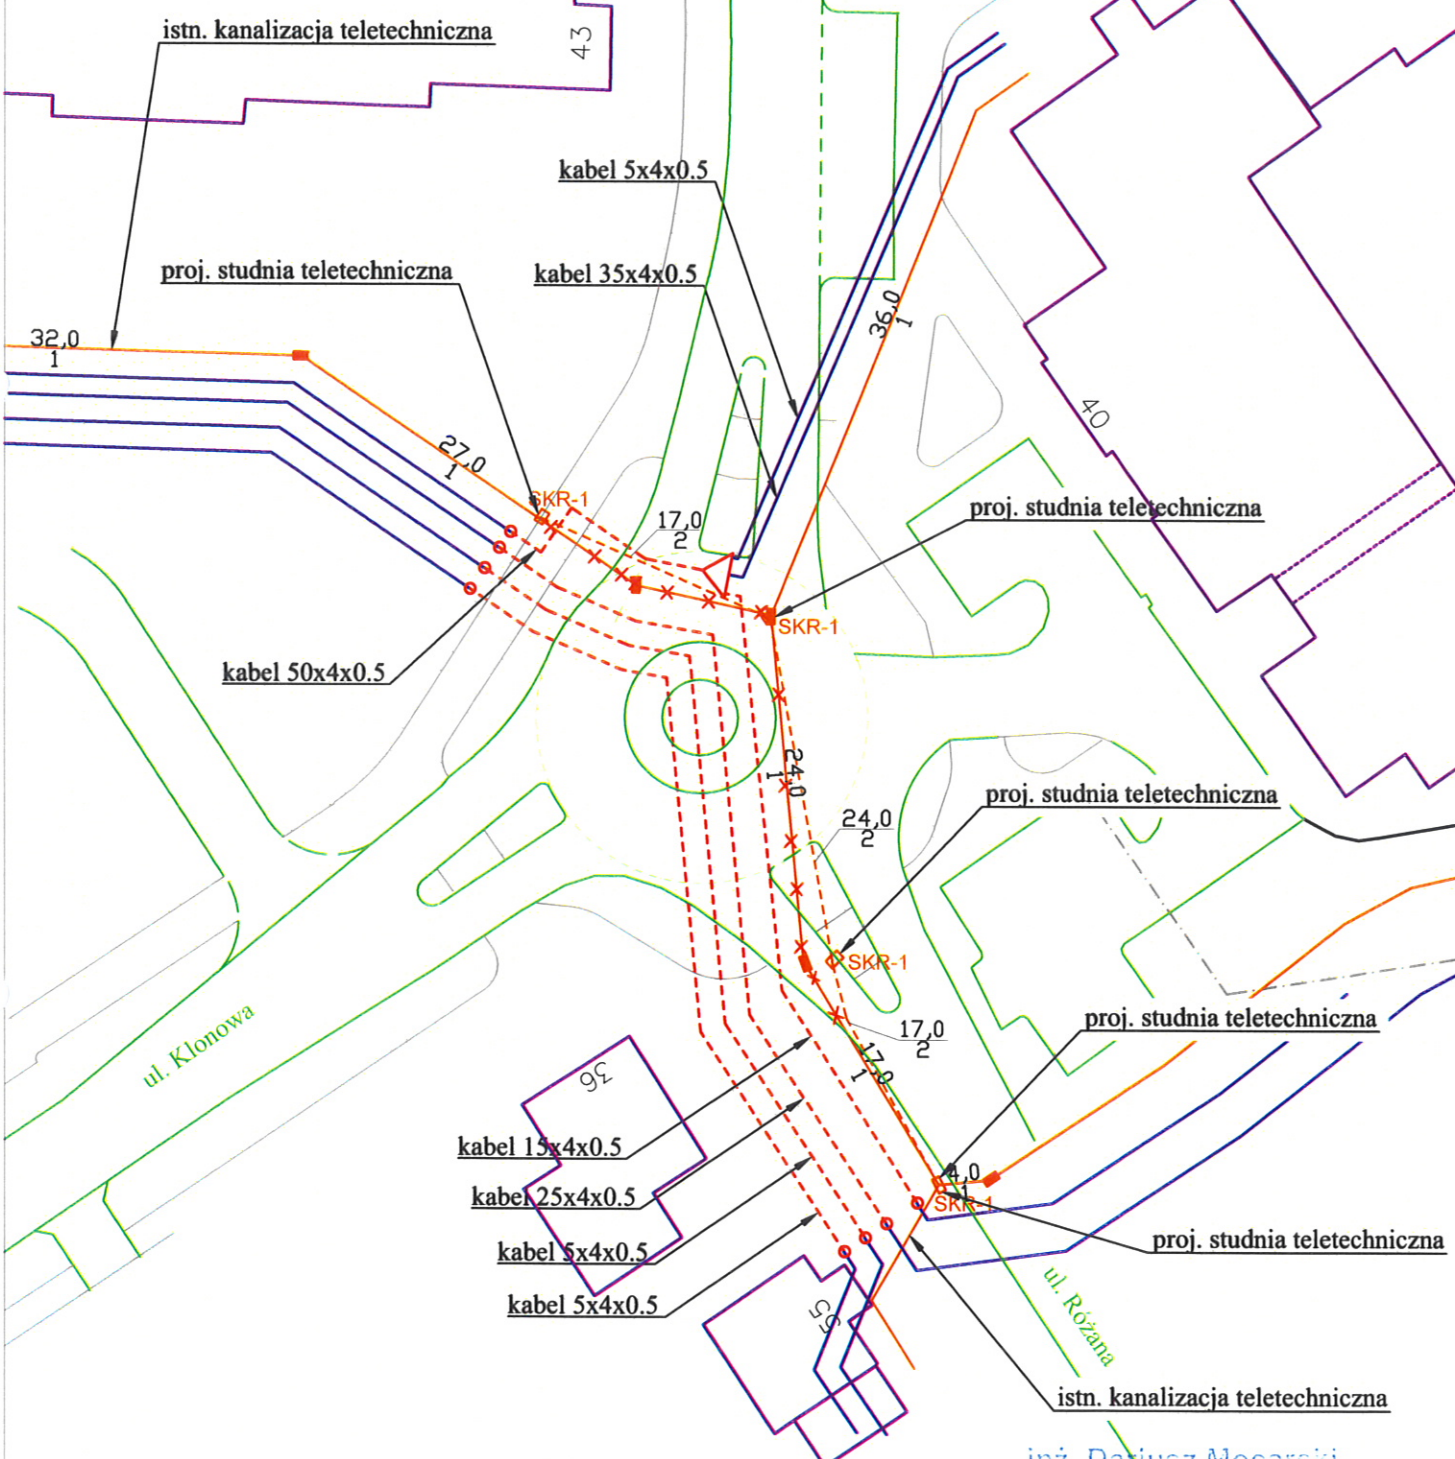 istn. kanalizacja teletechniczna
43
kabel 5x4x0.5
proj. studnia teletechniczna
kabel 35x4x0.5
36,0
1
32,0
1
40
27,0
1
SKR-1
17,0
2
proj. studnia teletechniczna
SKR-1
kabel 50x4x0.5
24,0
1
proj. studnia teletechniczna
24,0
2
SKR-1
ul. Klonowa
proj. studnia teletechniczna
17,0
2
17,0
1
36
kabel 15x4x0.5
4,0
1
kabel 25x4x0.5
SKR-1
kabel 5x4x0.5
proj. studnia teletechniczna
kabel 5x4x0.5
55
ul. Różana
istn. kanalizacja teletechniczna
inż. Dariusz